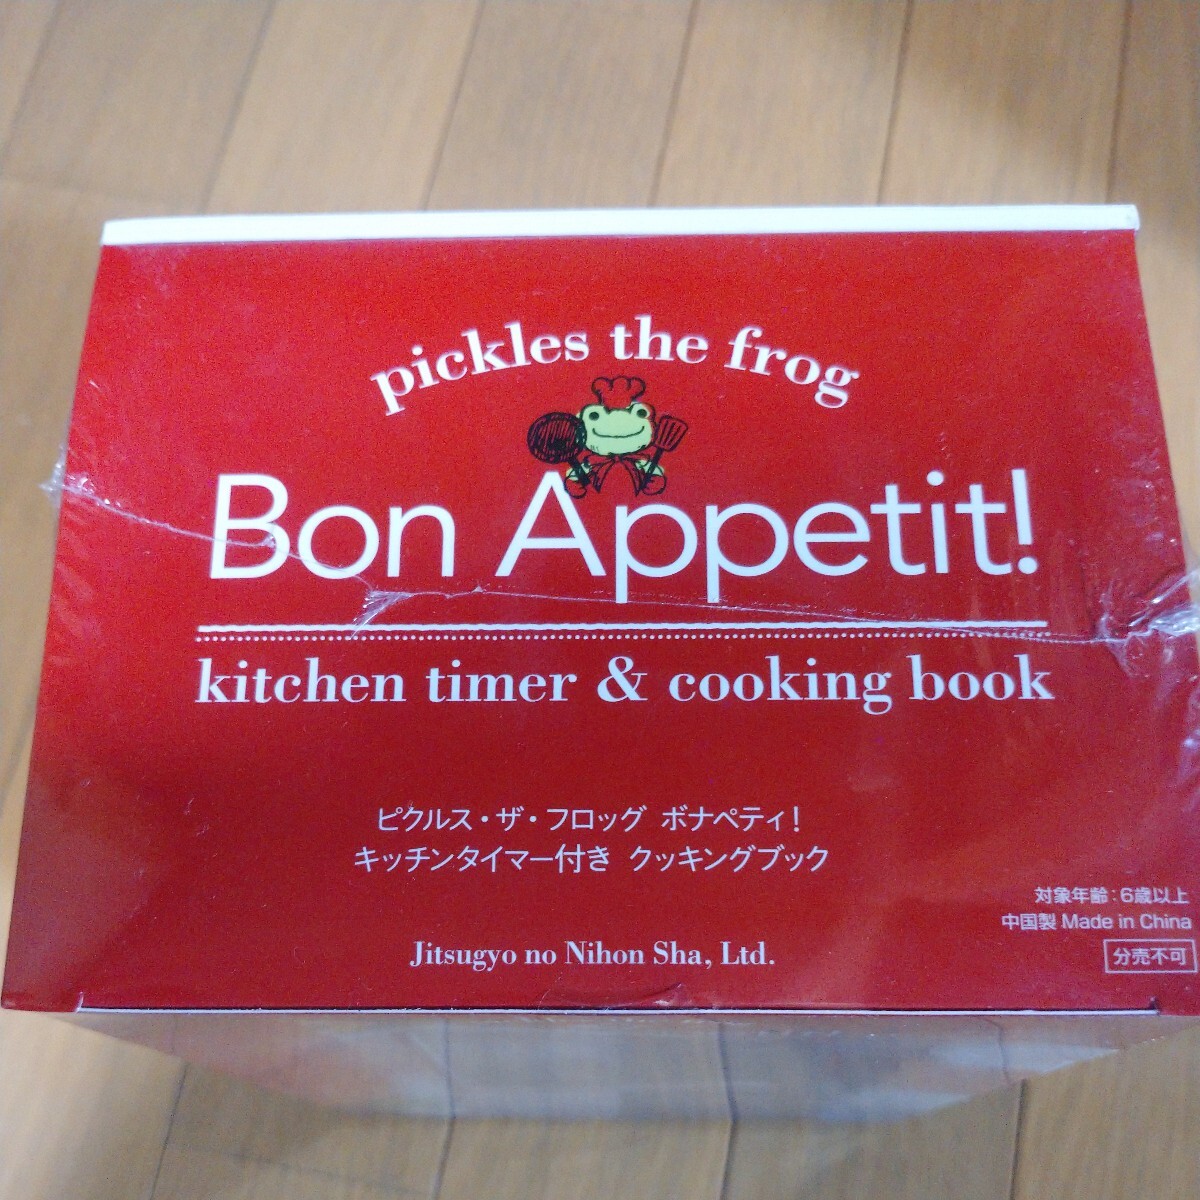 pickles the frog
Bon Appetit!
kitchen timer & cooking book
ピクルス・ザ・フロッグ ボナペティ!
キッチンタイマー付き クッキングブック
対象年齢:6歳以上
中国製 Made in China
分売不可
Jitsugyo no Nihon Sha, Ltd.